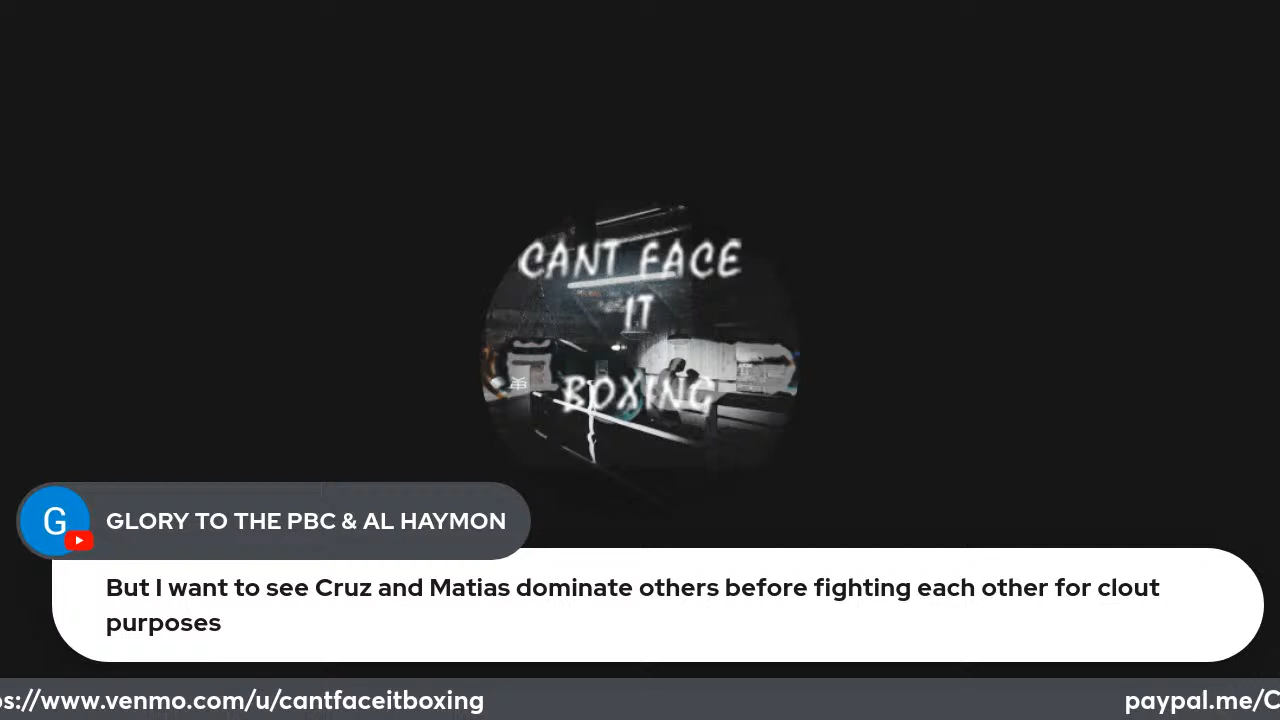 CANT FACE
IT
BOXING
G
GLORY TO THE PBC & AL HAYMON
But I want to see Cruz and Matias dominate others before fighting each other for clout
purposes
ps://www.venmo.com/u/cantfaceitboxing
paypal.me/C